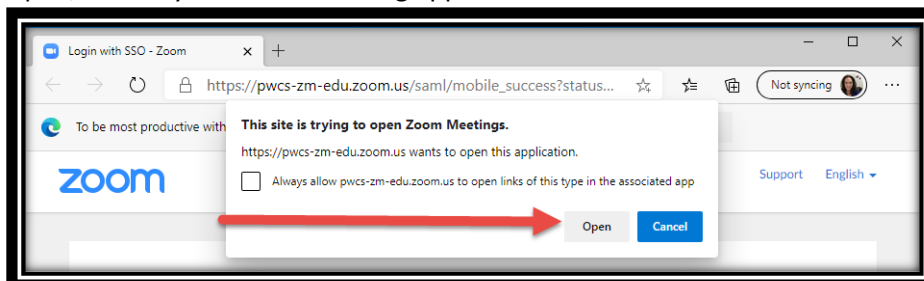 Login with SSO - Zoom
https://pwcs-zm-edu.zoom.us/saml/mobile_success?status...
Not syncing
To be most productive with
This site is trying to open Zoom Meetings.
https://pwcs-zm-edu.zoom.us wants to open this application.
Always allow pwcs-zm-edu.zoom.us to open links of this type in the associated app
Open Cancel
zoom
Support English